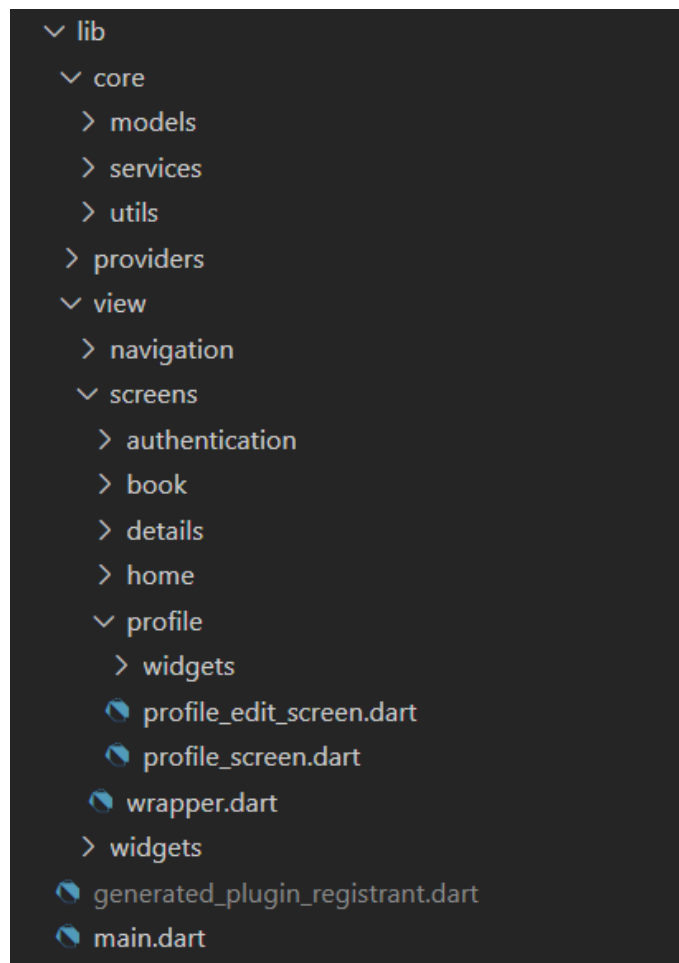 lib
core
models
services
utils
providers
view
navigation
screens
authentication
book
details
home
profile
widgets
profile_edit_screen.dart
profile_screen.dart
wrapper.dart
widgets
generated_plugin_registrant.dart
main.dart